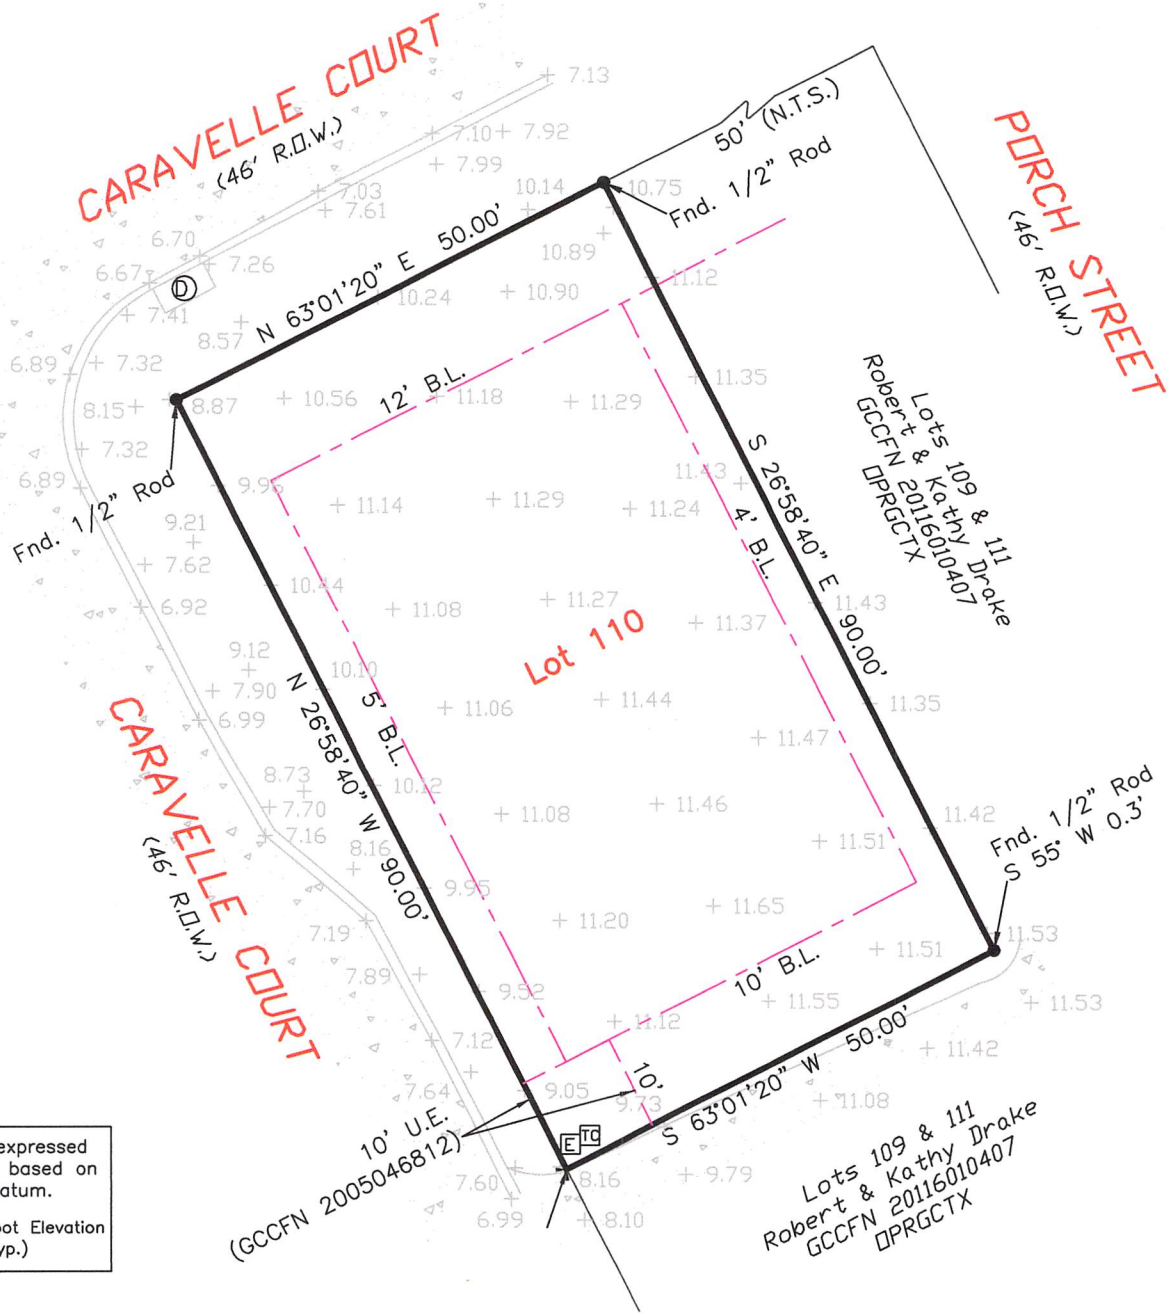 CARAVELLE COURT
(46' R.O.W.)
7.13
7.10
7.92
7.99
7.03
7.61
50' (N.T.S.)
PORCH STREET
(46' R.O.W.)
10.14
10.75
Fnd. 1/2" Rod
6.70
7.26
6.67
D
7.41
8.57
N 63°01'20" E 50.00'
10.89
11.12
10.24
10.90
6.89
7.32
8.15
8.87
10.56
12' B.L.
11.18
11.29
11.35
7.32
6.89
Fnd. 1/2" Rod
9.96
11.14
11.29
11.43
11.24
4' B.L.
S 26°58'40" E 90.00'
Lots 109 & 111
Robert & Kathy Drake
GCCFN 20116010407
OPRGCTX
9.21
7.62
6.92
10.44
11.08
11.27
11.37
11.43
Lot 110
9.12
7.90
6.99
10.10
N 26°58'40" W 90.00'
5' B.L.
11.06
11.44
11.47
11.35
CARAVELLE COURT
(46' R.O.W.)
8.73
7.70
7.16
8.16
10.12
11.08
11.46
11.51
11.42
Fnd. 1/2" Rod
S 55° W 0.3'
9.95
11.20
11.65
7.19
7.89
9.52
11.51
11.53
10' B.L.
11.55
11.53
11.12
7.12
11.42
7.64
9.05
10'
9.73
11.08
S 63°01'20" W 50.00'
10' U.E.
(GCCFN 2005046812)
E
TC
7.60
8.16
9.79
6.99
8.10
Lots 109 & 111
Robert & Kathy Drake
GCCFN 20116010407
OPRGCTX
expressed
based on
atum.
ot Elevation
yp.)